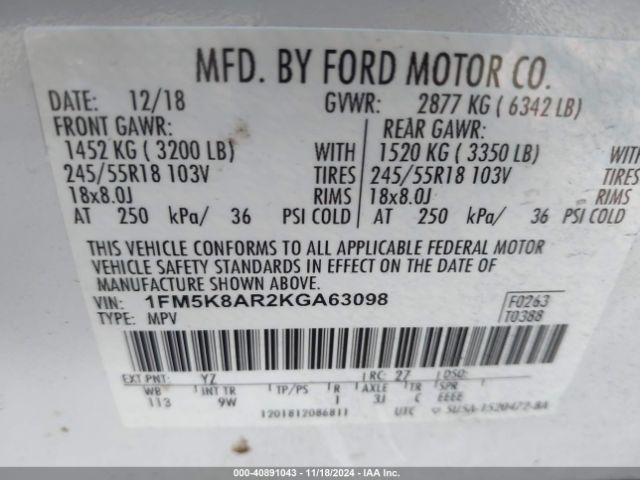 MFD. BY FORD MOTOR CO.
DATE: 12/18 GVWR: 2877 KG ( 6342 LB)
FRONT GAWR: REAR GAWR:
1452 KG ( 3200 LB) WITH 1520 KG ( 3350 LB) WITH
245/55R18 103V TIRES 245/55R18 103V TIRES
18x8.0J RIMS 18x8.0J RIMS
AT 250 kPa/ 36 PSI COLD AT 250 kPa/ 36 PSI COLD
THIS VEHICLE CONFORMS TO ALL APPLICABLE FEDERAL MOTOR
VEHICLE SAFETY STANDARDS IN EFFECT ON THE DATE OF
MANUFACTURE SHOWN ABOVE.
VIN: 1FM5K8AR2KGA63098 F0263
TYPE: MPV T0388
EXT PNT: YZ RC: 27 DSO:
WB INT TR TP/PS R AXLE TR SPR
113 9W I 3J C EEEE
1201812086811 UTC
000-40891043 - 11/18/2024 - IAA Corp.